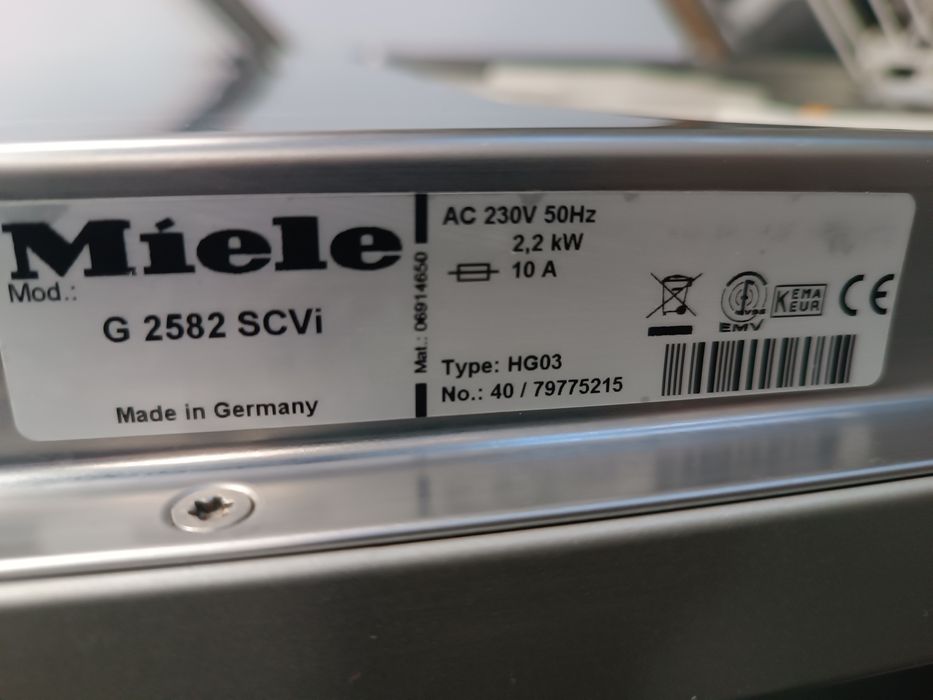 Miele
Mod.:
G 2582 SCVi
Made in Germany
Mat.: 06914650
AC 230V 50Hz
2,2 kW
10 A
Type: HG03
No.: 40 / 79775215
EMV
KEMA
EUR
CE